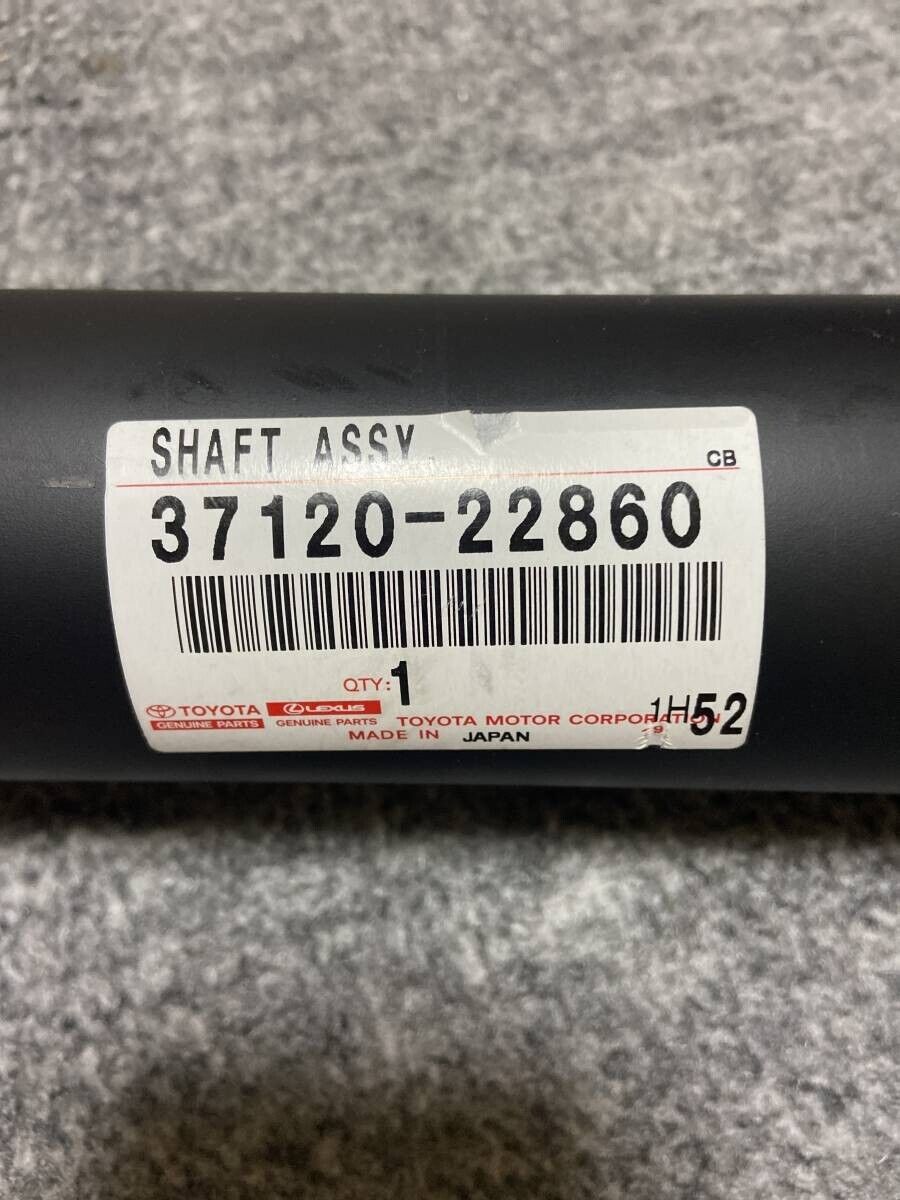 SHAFT ASSY.
CB
37120-22860
QTY: 1
TOYOTA LEXUS
GENUINE PARTS GENUINE PARTS TOYOTA MOTOR CORPORATION
MADE IN JAPAN
1H52